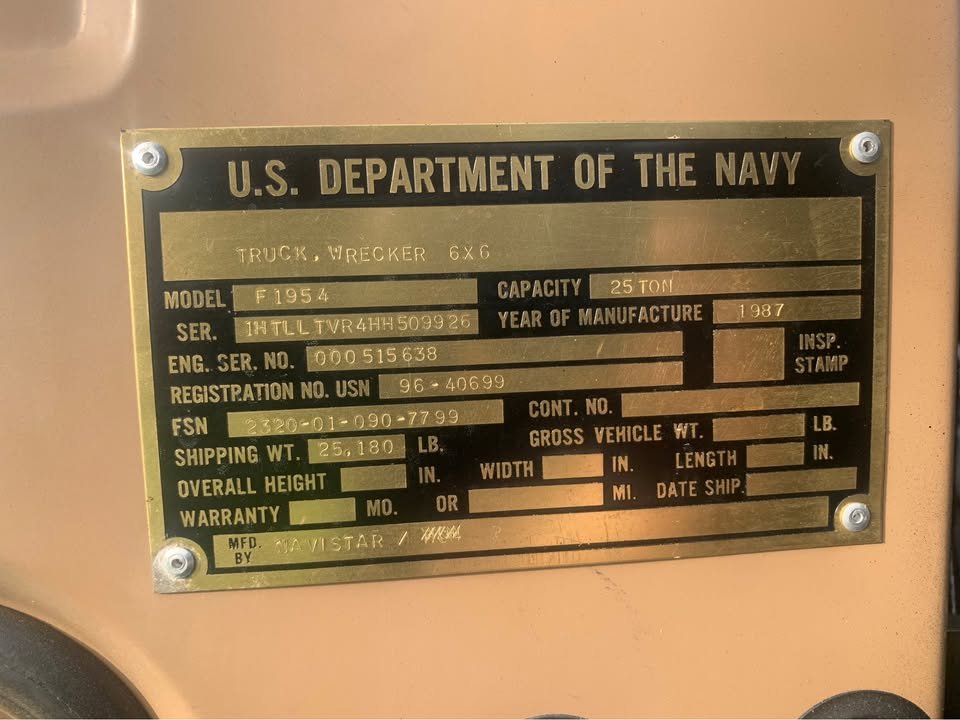 U.S. DEPARTMENT OF THE NAVY
TRUCK, WRECKER 6X6
MODEL F1954 CAPACITY 25 TON
SER. 1HTLLTVR4HH509926 YEAR OF MANUFACTURE 1987
ENG. SER. NO. 000515638 INSP. STAMP
REGISTRATION NO. USN 96-40699
FSN 2320-01-090-7799 CONT. NO.
SHIPPING WT. 25,180 LB. GROSS VEHICLE WT. LB.
OVERALL HEIGHT IN. WIDTH IN. LENGTH IN.
WARRANTY MO. OR MI. DATE SHIP.
MFD. BY NAVISTAR /